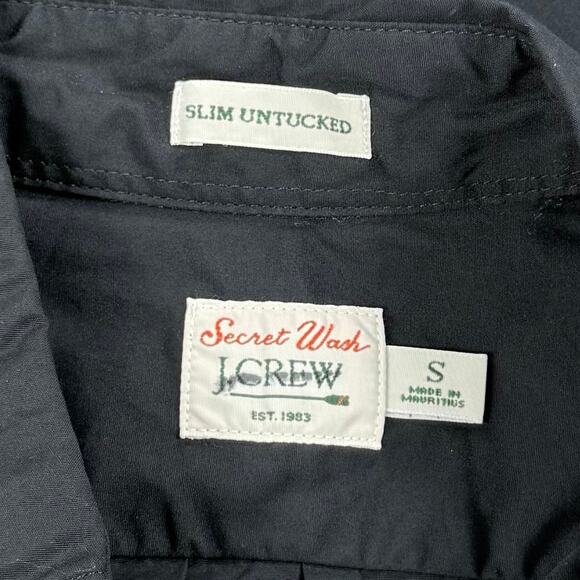 SLIM UNTUCKED
Secret Wash
J.CREW
EST. 1983
S
MADE IN
MAURITIUS